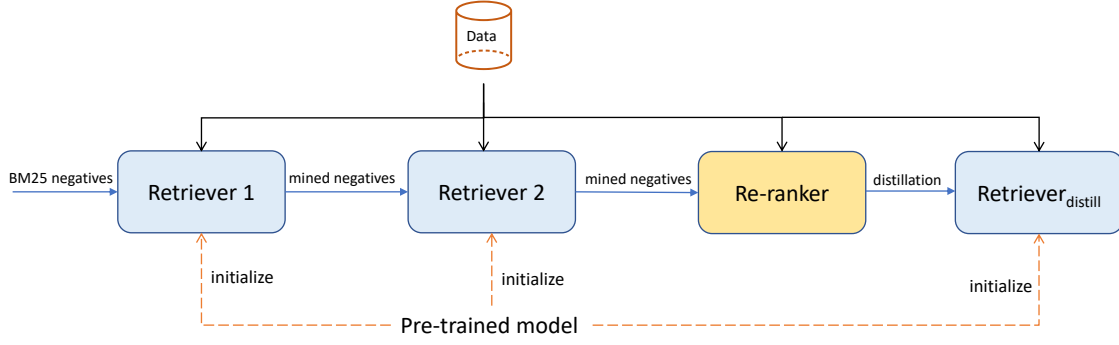 Data
BM25 negatives
Retriever 1
mined negatives
Retriever 2
mined negatives
Re-ranker
distillation
Retrieverdistill
initialize
initialize
initialize
Pre-trained model